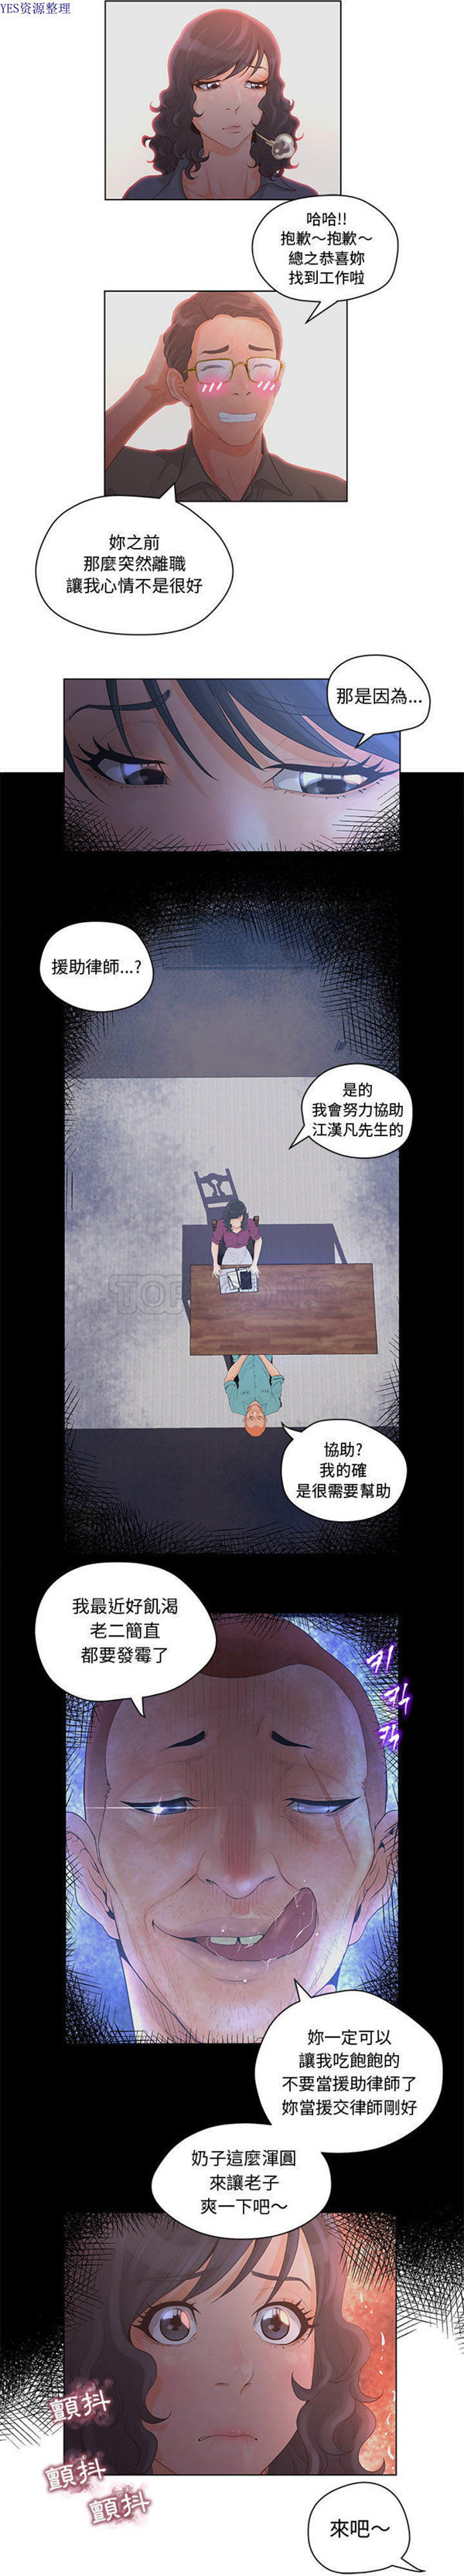 YES资源整理
哈哈!!
抱歉～抱歉～
總之恭喜妳
找到工作啦
妳之前
那麼突然離職
讓我心情不是很好
那是因為...
援助律師...?
是的
我會努力協助
江漢凡先生的
協助?
我的確
是很需要幫助
我最近好飢渴
老二簡直
都要發霉了
키
키
키
妳一定可以
讓我吃飽飽的
不要當援助律師了
妳當援交律師剛好
奶子這麼渾圓
來讓老子
爽一下吧～
顫抖
顫抖
顫抖
來吧～